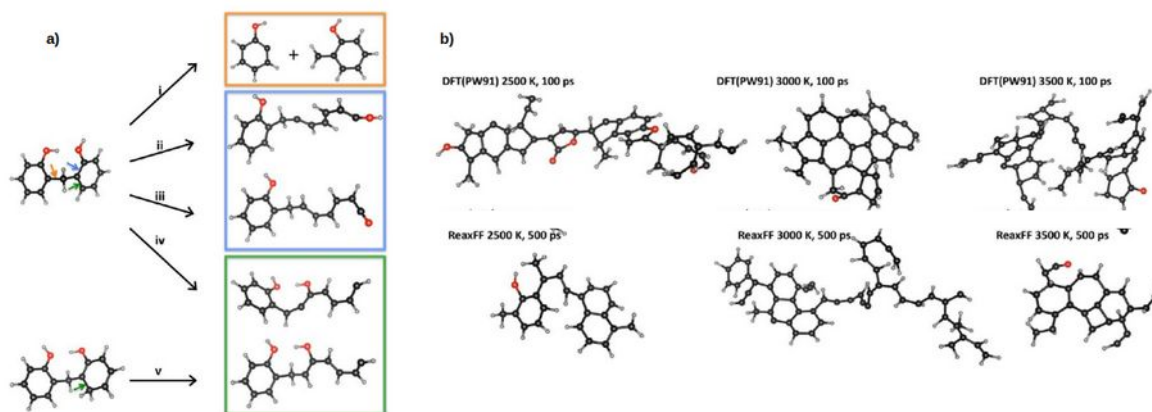 a)
i
ii
iii
iv
v
b)
DFT(PW91) 2500 K, 100 ps
DFT(PW91) 3000 K, 100 ps
DFT(PW91) 3500 K, 100 ps
ReaxFF 2500 K, 500 ps
ReaxFF 3000 K, 500 ps
ReaxFF 3500 K, 500 ps
+